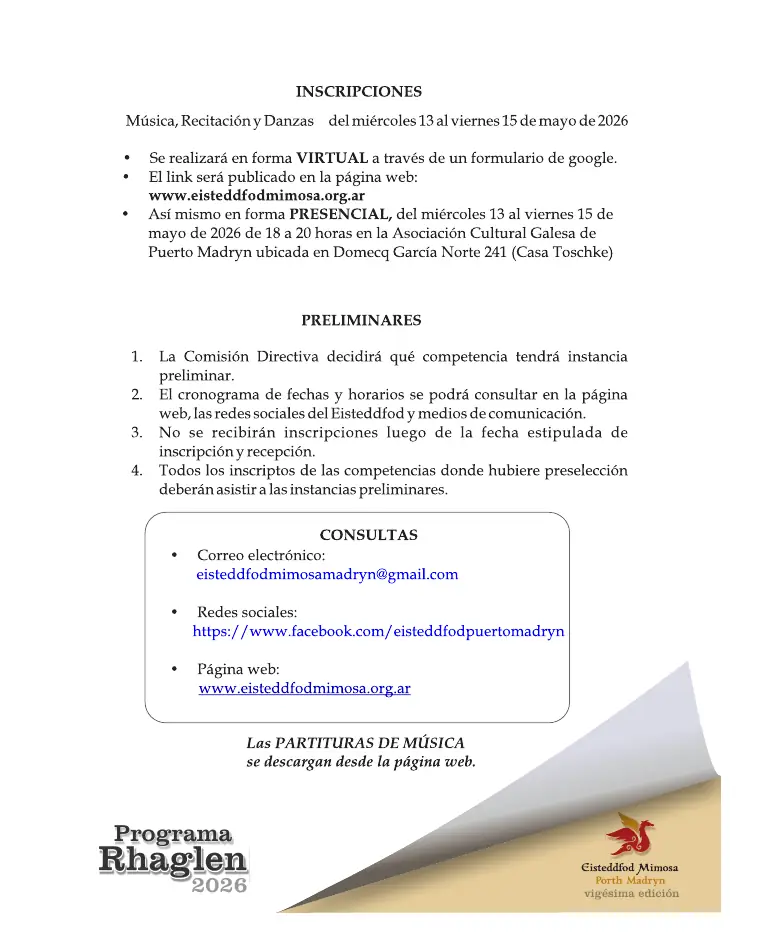 INSCRIPCIONES
Música, Recitación y Danzas del miércoles 13 al viernes 15 de mayo de 2026
• Se realizará en forma VIRTUAL a través de un formulario de google.
• El link será publicado en la página web:
www.eisteddfodmimosa.org.ar
• Así mismo en forma PRESENCIAL, del miércoles 13 al viernes 15 de
mayo de 2026 de 18 a 20 horas en la Asociación Cultural Galesa de
Puerto Madryn ubicada en Domecq García Norte 241 (Casa Toschke)
PRELIMINARES
1. La Comisión Directiva decidirá qué competencia tendrá instancia
preliminar.
2. El cronograma de fechas y horarios se podrá consultar en la página
web, las redes sociales del Eisteddfod y medios de comunicación.
3. No se recibirán inscripciones luego de la fecha estipulada de
inscripción y recepción.
4. Todos los inscriptos de las competencias donde hubiere preselección
deberán asistir a las instancias preliminares.
CONSULTAS
• Correo electrónico:
eisteddfodmimosamadryn@gmail.com
• Redes sociales:
https://www.facebook.com/eisteddfodpuertomadryn
• Página web:
www.eisteddfodmimosa.org.ar
Las PARTITURAS DE MÚSICA
se descargan desde la página web.
Programa
Rhaglen
2026
Eisteddfod Mimosa
Porth Madryn
vigésima edición